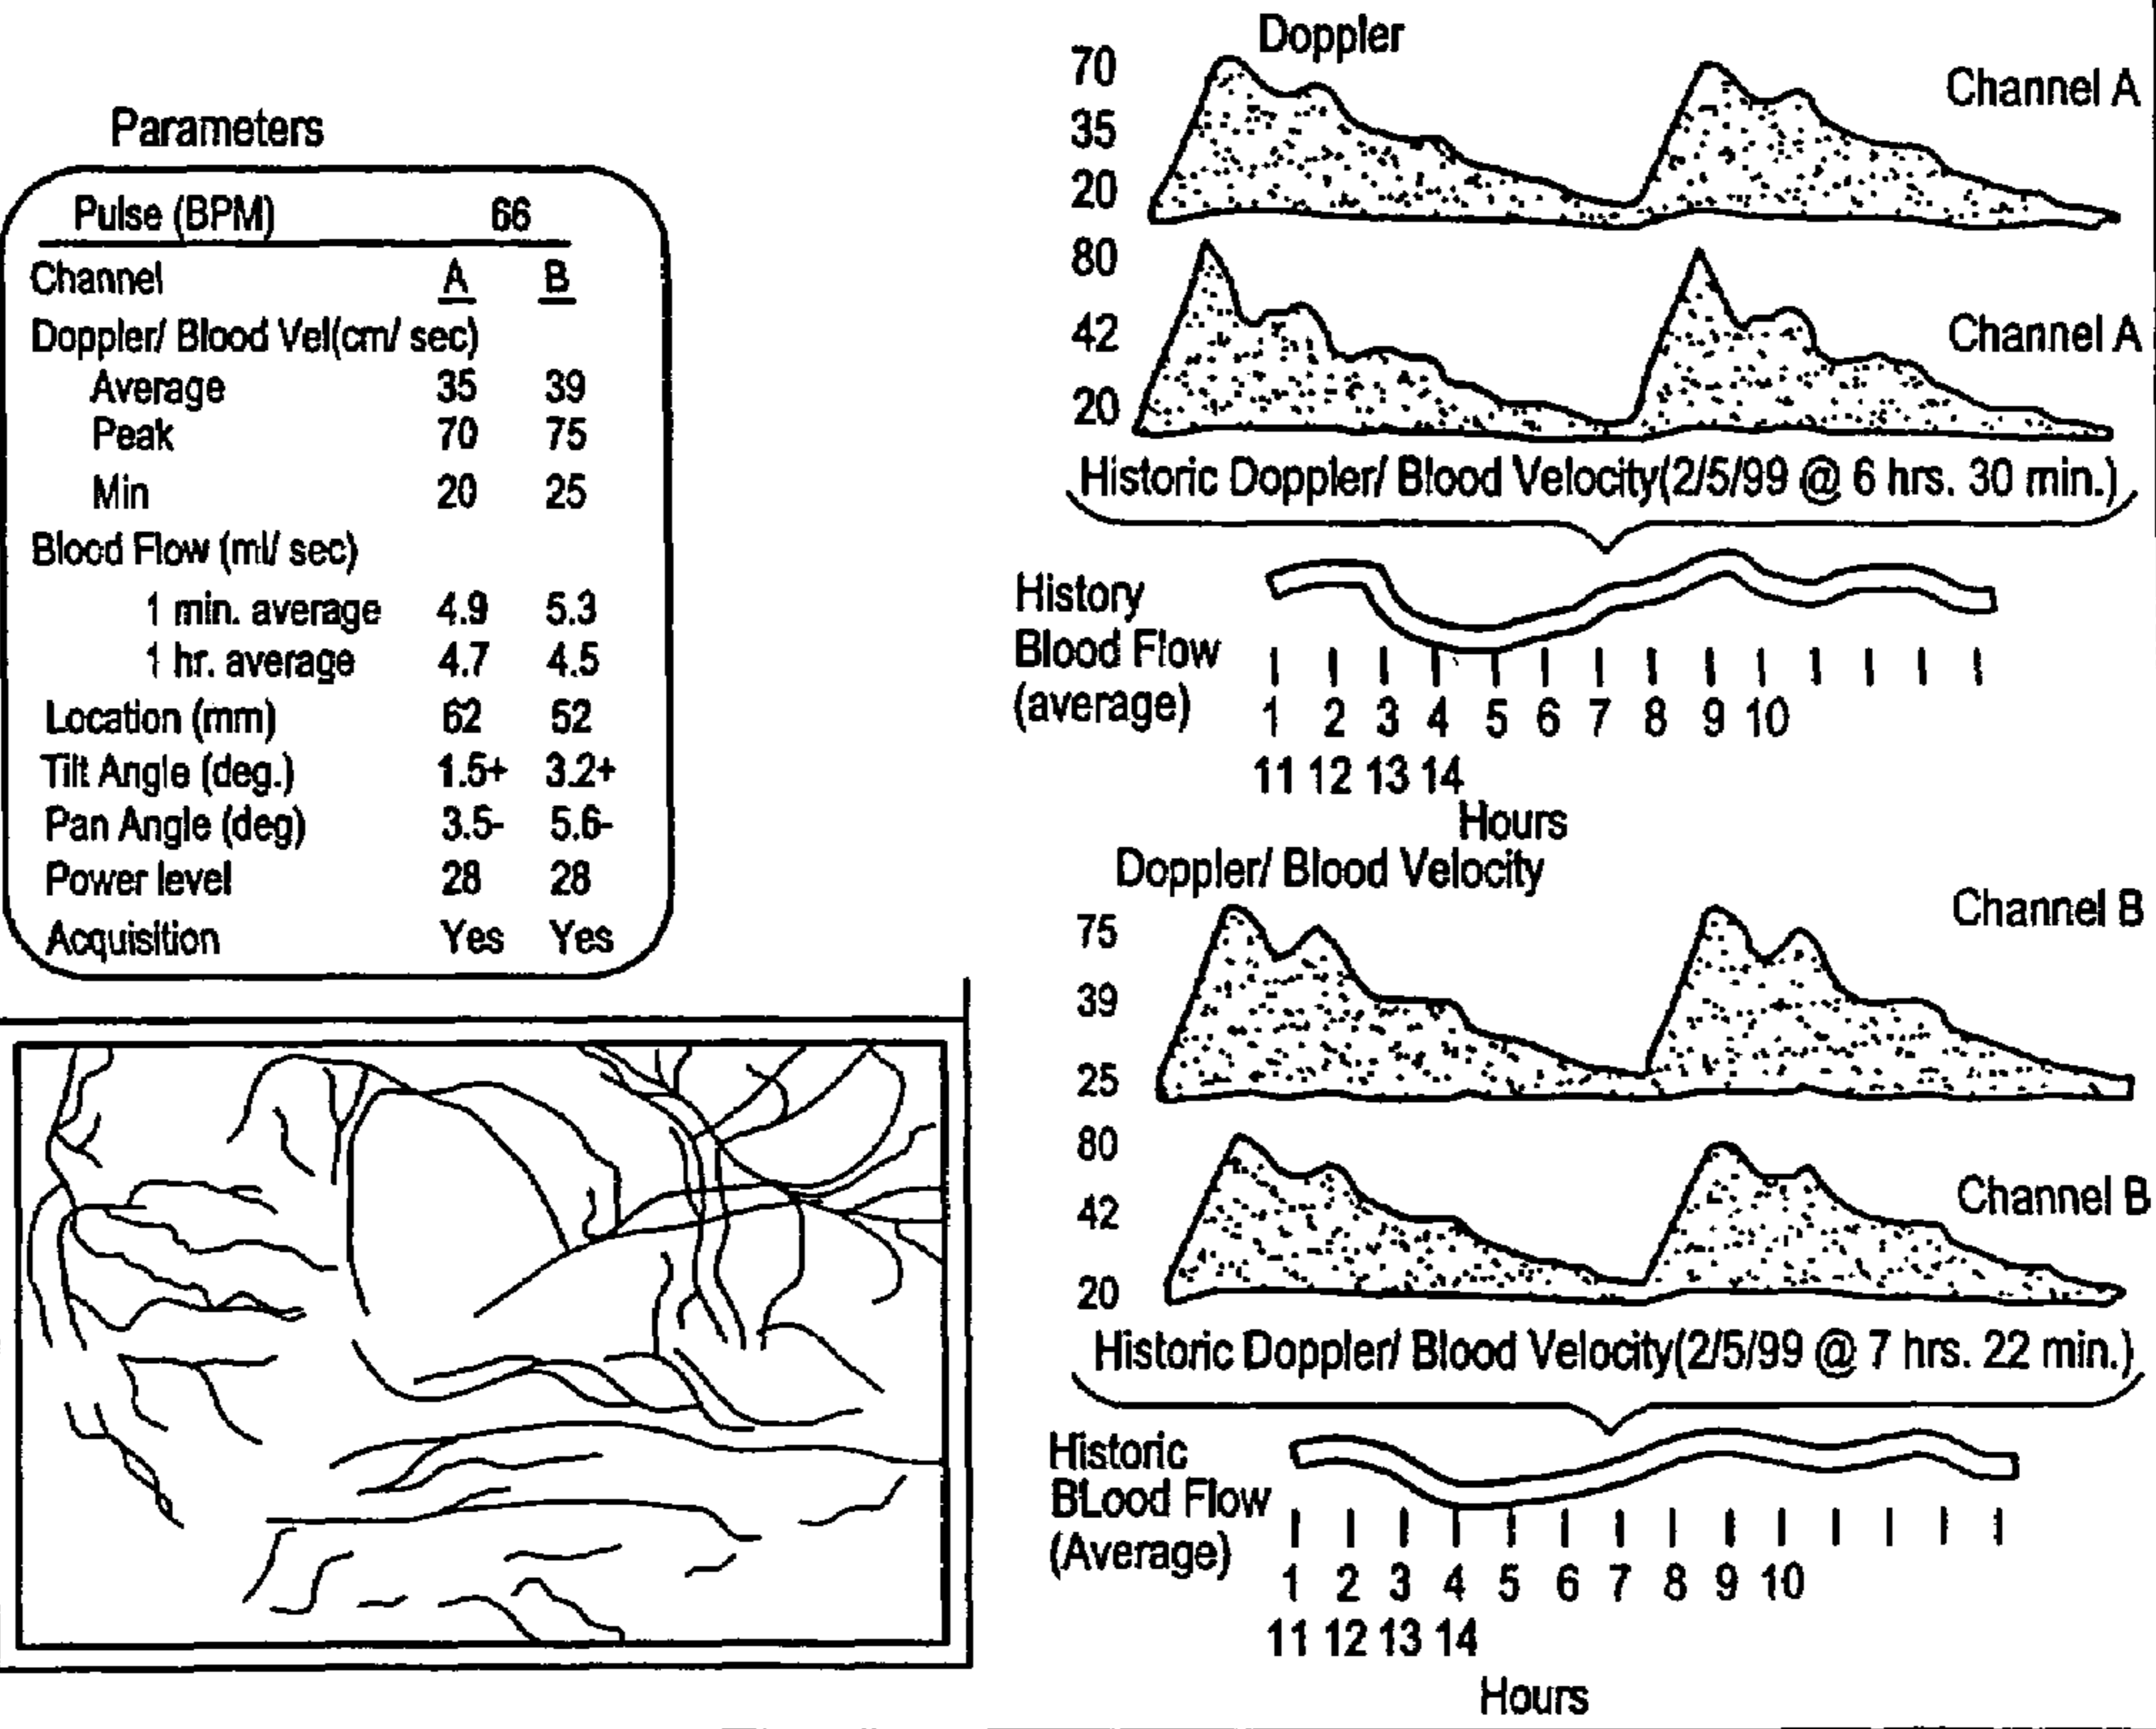 Parameters
Pulse (BPM) 66
Channel A B
Doppler/ Blood Vel(cm/ sec)
Average 35 39
Peak 70 75
Min 20 25
Blood Flow (ml/ sec)
1 min. average 4.9 5.3
1 hr. average 4.7 4.5
Location (mm) 62 52
Tilt Angle (deg.) 1.5+ 3.2+
Pan Angle (deg) 3.5- 5.6-
Power level 28 28
Acquisition Yes Yes
Doppler
70
35
20
Channel A
80
42
20
Channel A
Historic Doppler/ Blood Velocity(2/5/99 @ 6 hrs. 30 min.)
History
Blood Flow
(average)
1 2 3 4 5 6 7 8 9 10
11 12 13 14
Hours
Doppler/ Blood Velocity
75
39
25
Channel B
80
42
20
Channel B
Historic Doppler/ Blood Velocity(2/5/99 @ 7 hrs. 22 min.)
Historic
BLood Flow
(Average)
1 2 3 4 5 6 7 8 9 10
11 12 13 14
Hours